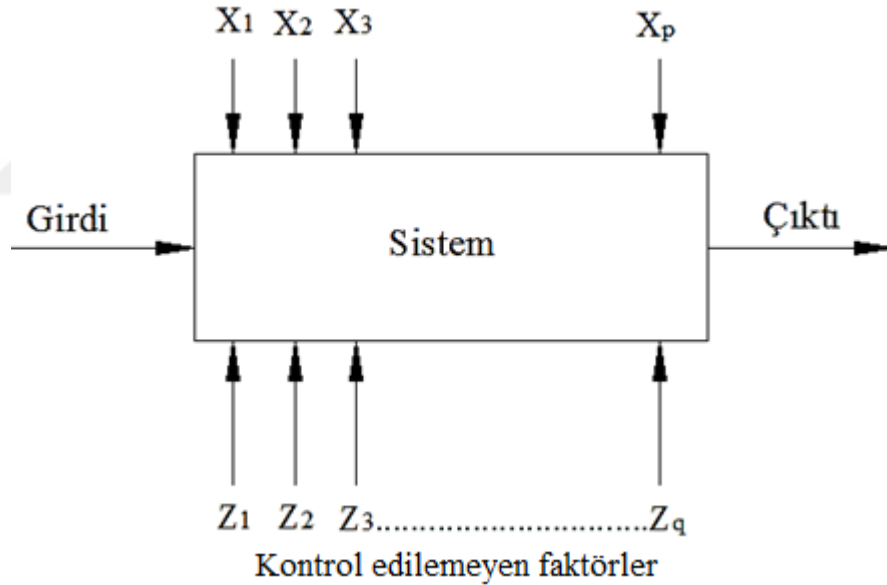 X1 X2 X3 Xp
Girdi Sistem Çıktı
Z1 Z2 Z3.............................Zq
Kontrol edilemeyen faktörler